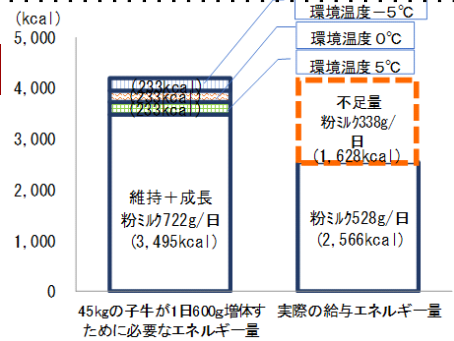 (kcal)
環境温度－5℃
環境温度0℃
環境温度5℃
5,000
4,000
3,000
2,000
1,000
0
(233kcal)
(233kcal)
(233kcal)
維持＋成長
粉ミルク722g/日
(3,495kcal)
不足量
粉ミルク338g/
日
(1,628kcal)
粉ミルク528g/日
(2,566kcal)
45kgの子牛が1日600g増体す
ために必要なエネルギー量
実際の給与エネルギー量